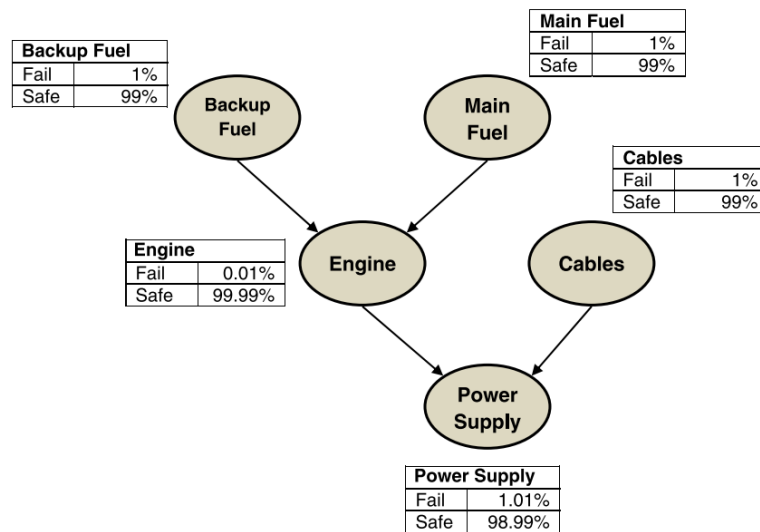 Main Fuel
Fail 1%
Safe 99%
Backup Fuel
Fail 1%
Safe 99%
Backup
Fuel
Main
Fuel
Cables
Fail 1%
Safe 99%
Engine
Fail 0.01%
Safe 99.99%
Engine
Cables
Power
Supply
Power Supply
Fail 1.01%
Safe 98.99%